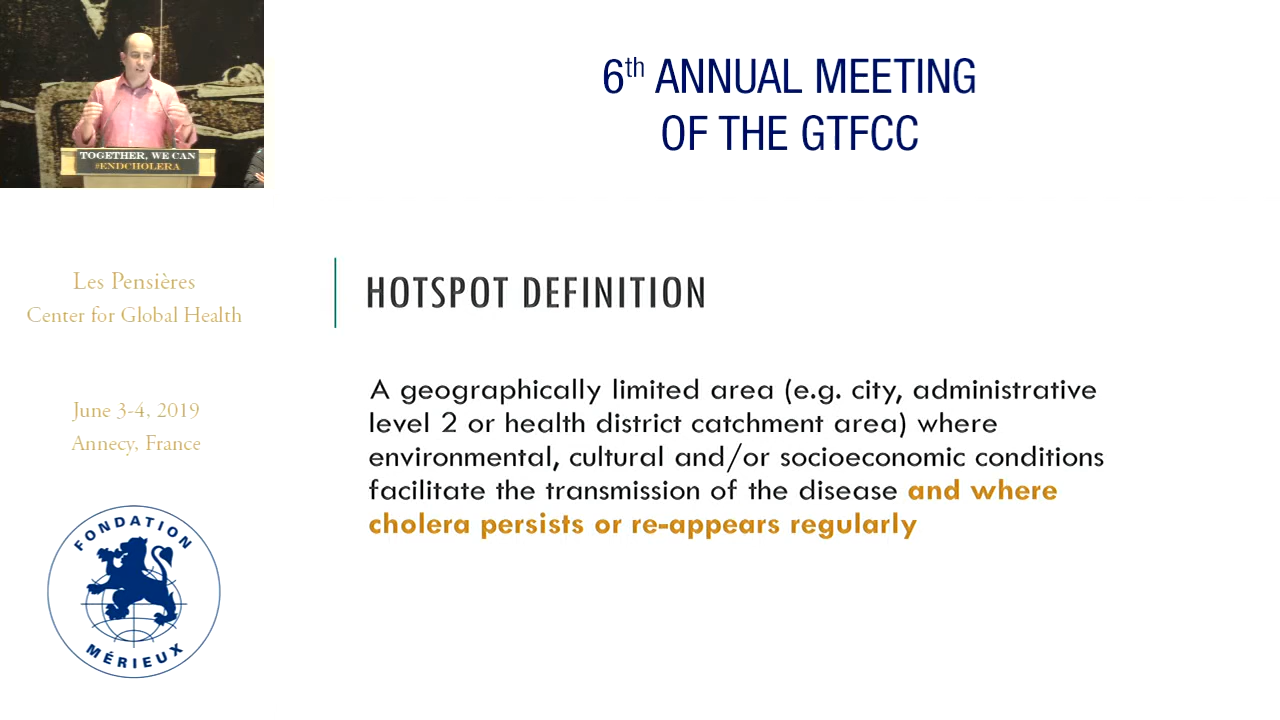 6th ANNUAL MEETING
OF THE GTFCC
TOGETHER, WE CAN
#ENDCHOLERA
Les Pensières
Center for Global Health
June 3-4, 2019
Annecy, France
FONDATION
MÉRIEUX
HOTSPOT DEFINITION
A geographically limited area (e.g. city, administrative
level 2 or health district catchment area) where
environmental, cultural and/or socioeconomic conditions
facilitate the transmission of the disease and where
cholera persists or re-appears regularly